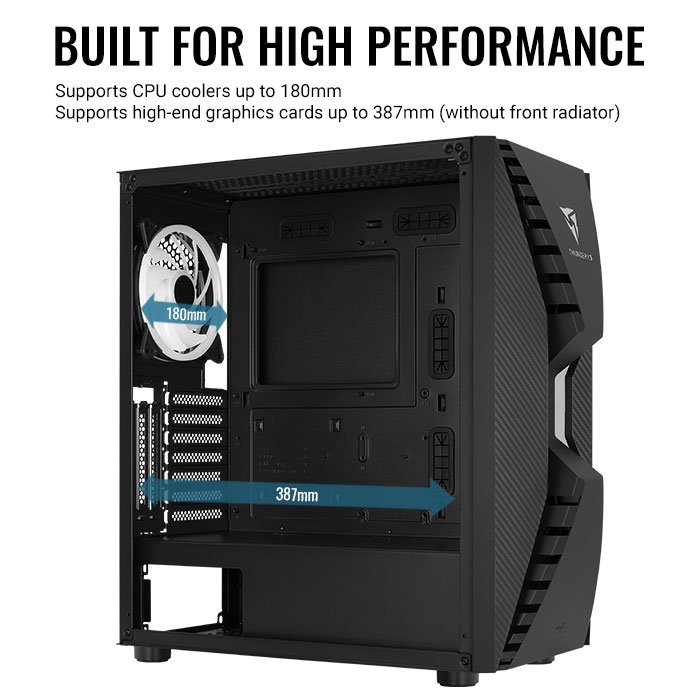 BUILT FOR HIGH PERFORMANCE
Supports CPU coolers up to 180mm
Supports high-end graphics cards up to 387mm (without front radiator)
180mm
387mm